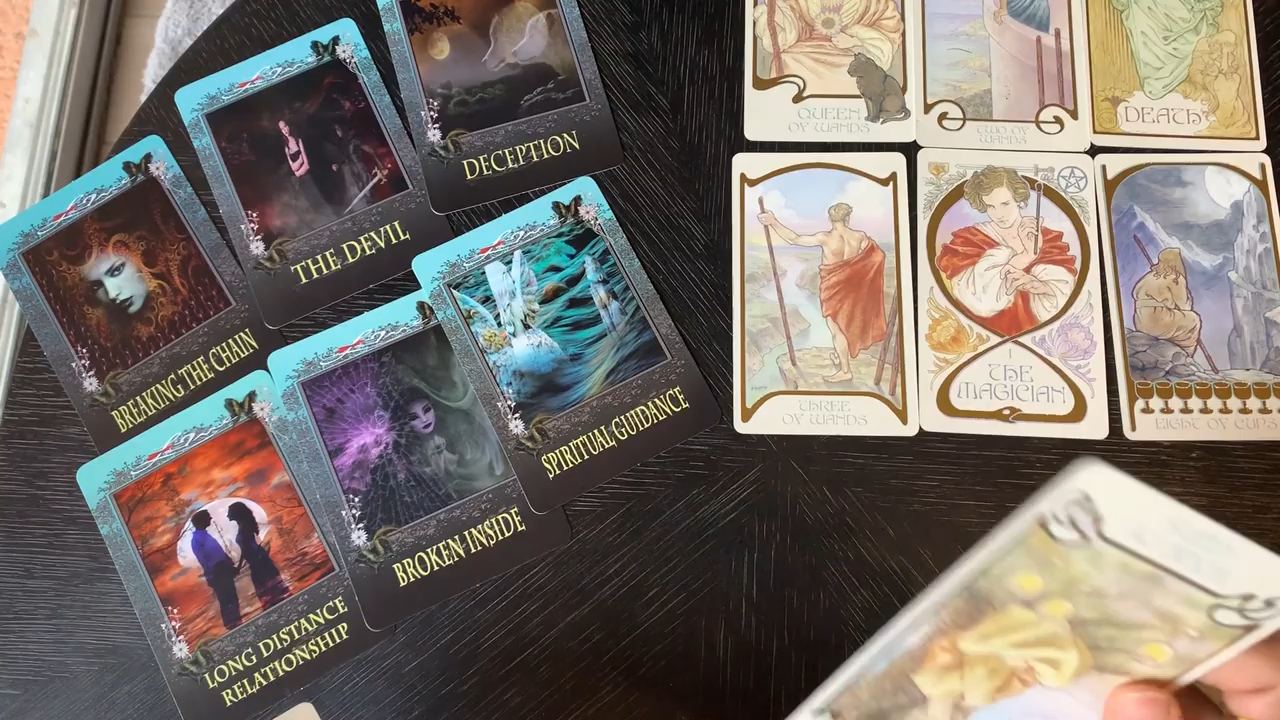 DECEPTION
THE DEVIL
BREAKING THE CHAIN
SPIRITUAL GUIDANCE
BROKEN INSIDE
LONG DISTANCE
RELATIONSHIP
QUEEN
OF WANDS
TWO OF
WANDS
DEATH
THREE
OF WANDS
I
THE
MAGICIAN
EIGHT OF CUPS